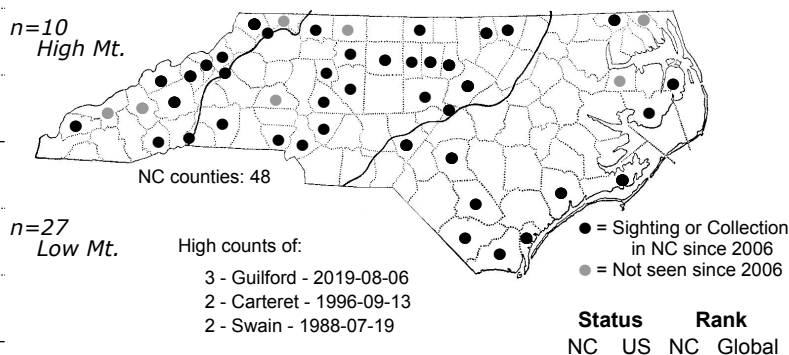 n=10
High Mt.
NC counties: 48
n=27
Low Mt.
High counts of:
3 - Guilford - 2019-08-06
2 - Carteret - 1996-09-13
2 - Swain - 1988-07-19
= Sighting or Collection
in NC since 2006
= Not seen since 2006
Status Rank
NC US NC Global